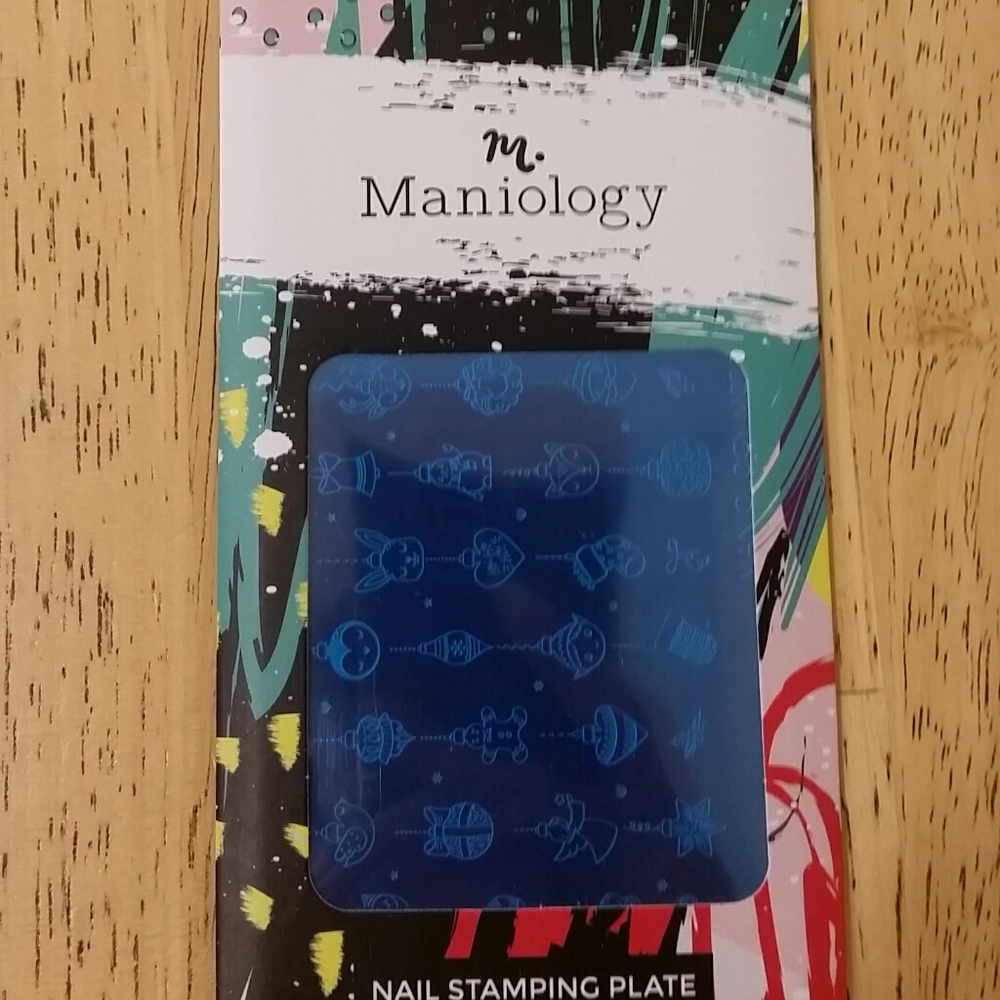 m.
Maniology
NAIL STAMPING PLATE